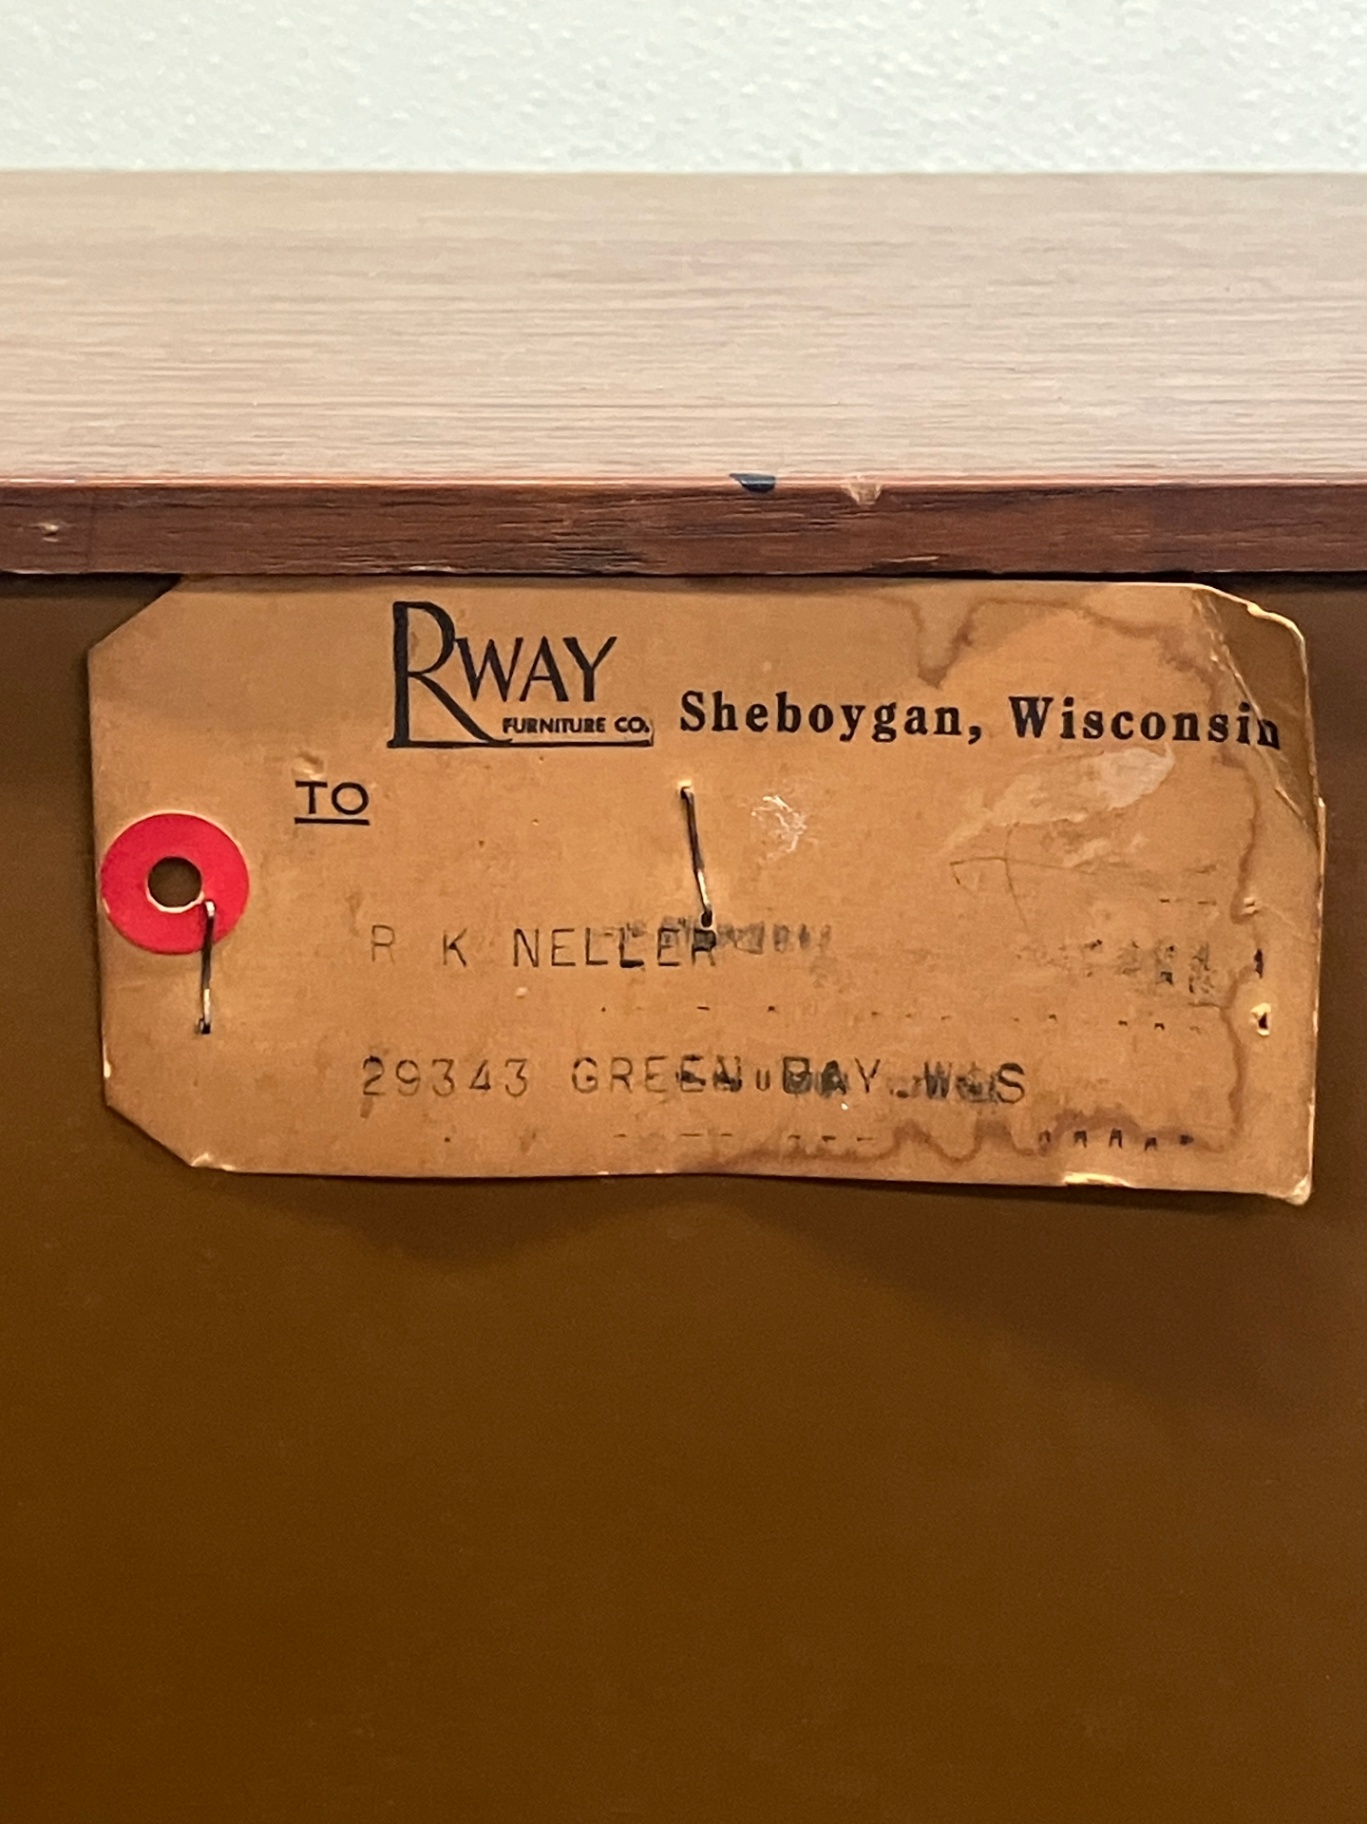 RWAY
FURNITURE CO. Sheboygan, Wisconsin
TO
R K NELLER
29343 GREEN BAY WIS